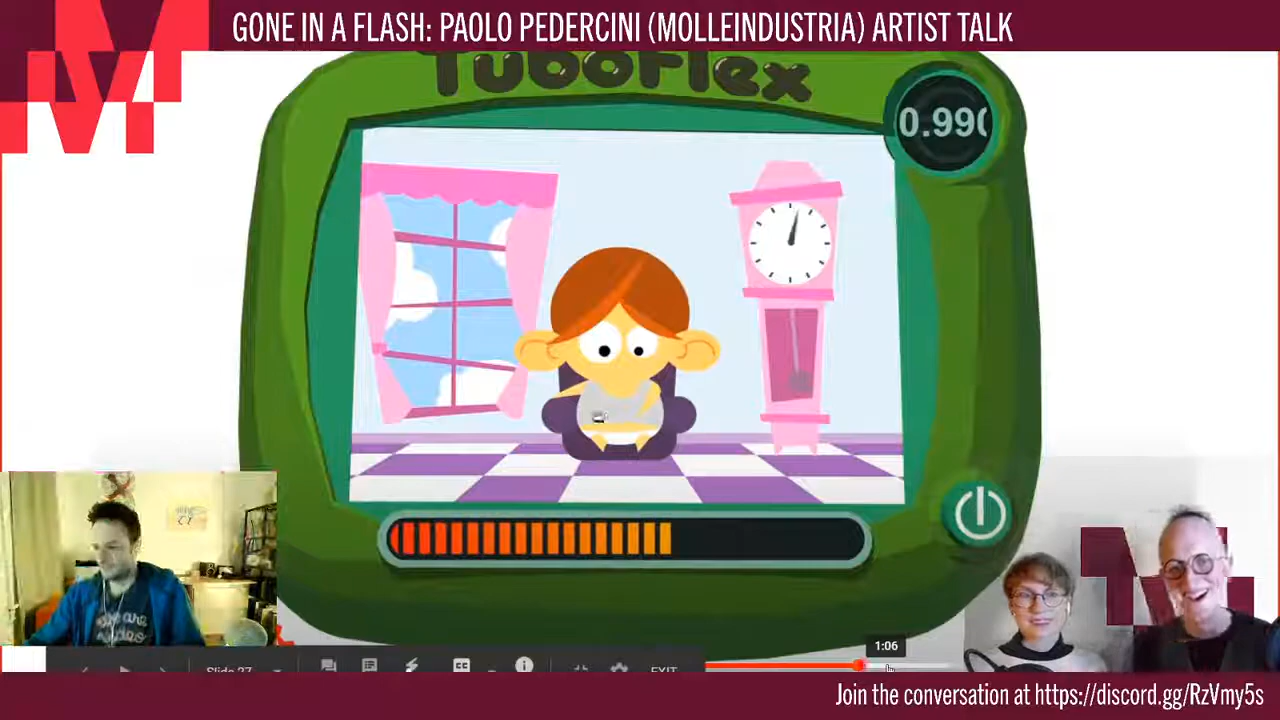 GONE IN A FLASH: PAOLO PEDERCINI (MOLLEINDUSTRIA) ARTIST TALK
TuboFlex
0.990
1:06
EXIT
Join the conversation at https://discord.gg/RzVmy5s